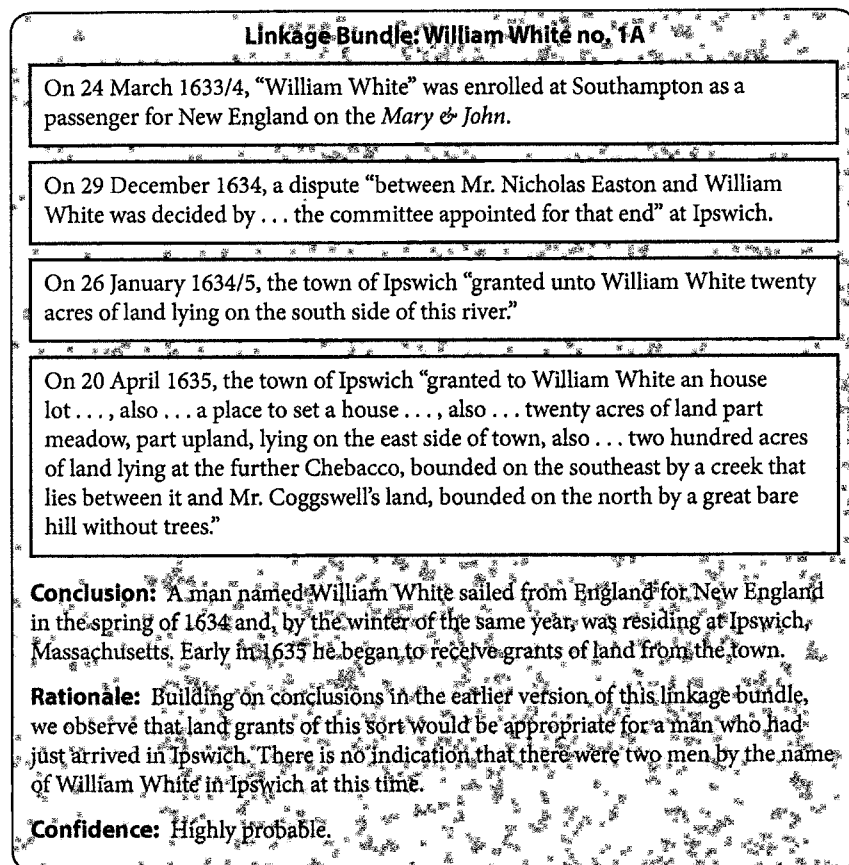 Linkage Bundle: William White no. 1A
On 24 March 1633/4, “William White” was enrolled at Southampton as a
passenger for New England on the Mary & John.
On 29 December 1634, a dispute “between Mr. Nicholas Easton and William
White was decided by . . . the committee appointed for that end” at Ipswich.
On 26 January 1634/5, the town of Ipswich “granted unto William White twenty
acres of land lying on the south side of this river.”
On 20 April 1635, the town of Ipswich “granted to William White an house
lot . . . , also . . . a place to set a house . . . , also . . . twenty acres of land part
meadow, part upland, lying on the east side of town, also . . . two hundred acres
of land lying at the further Chebacco, bounded on the southeast by a creek that
lies between it and Mr. Coggswell’s land, bounded on the north by a great bare
hill without trees.”
Conclusion: A man named William White sailed from England for New England
in the spring of 1634 and, by the winter of the same year, was residing at Ipswich,
Massachusetts. Early in 1635 he began to receive grants of land from the town.
Rationale: Building on conclusions in the earlier version of this linkage bundle,
we observe that land grants of this sort would be appropriate for a man who had
just arrived in Ipswich. There is no indication that there were two men by the name
of William White in Ipswich at this time.
Confidence: Highly probable.